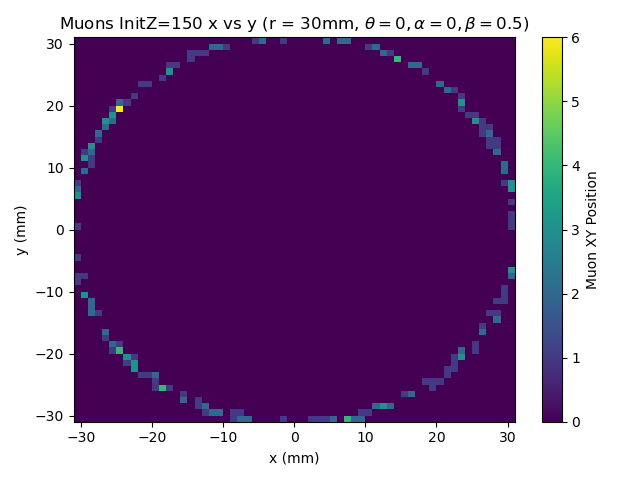 Muons InitZ=150 x vs y (r = 30mm, θ = 0, α = 0, β = 0.5)
30
20
10
0
−10
−20
−30
y (mm)
−30 −20 −10 0 10 20 30
x (mm)
6
5
4
3
2
1
0
Muon XY Position